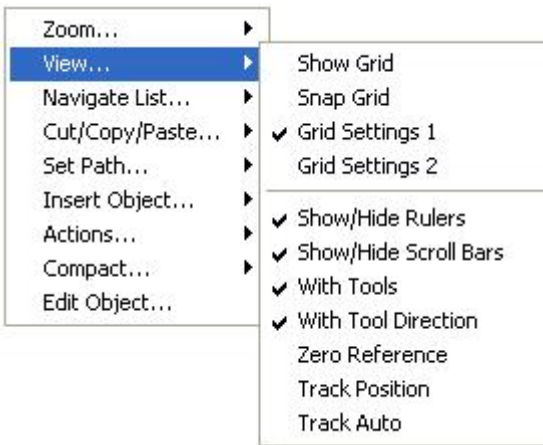 Zoom...
View...
Navigate List...
Cut/Copy/Paste...
Set Path...
Insert Object...
Actions...
Compact...
Edit Object...
Show Grid
Snap Grid
Grid Settings 1
Grid Settings 2
Show/Hide Rulers
Show/Hide Scroll Bars
With Tools
With Tool Direction
Zero Reference
Track Position
Track Auto